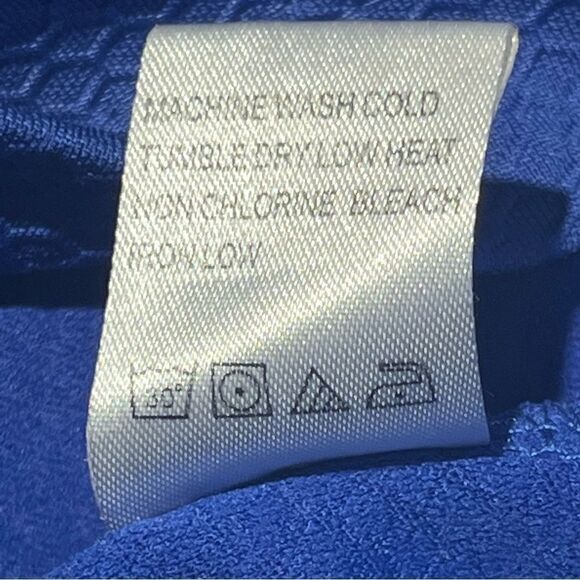 MACHINE WASH COLD
TUMBLE DRY LOW HEAT
NON CHLORINE BLEACH
IRON LOW
30°